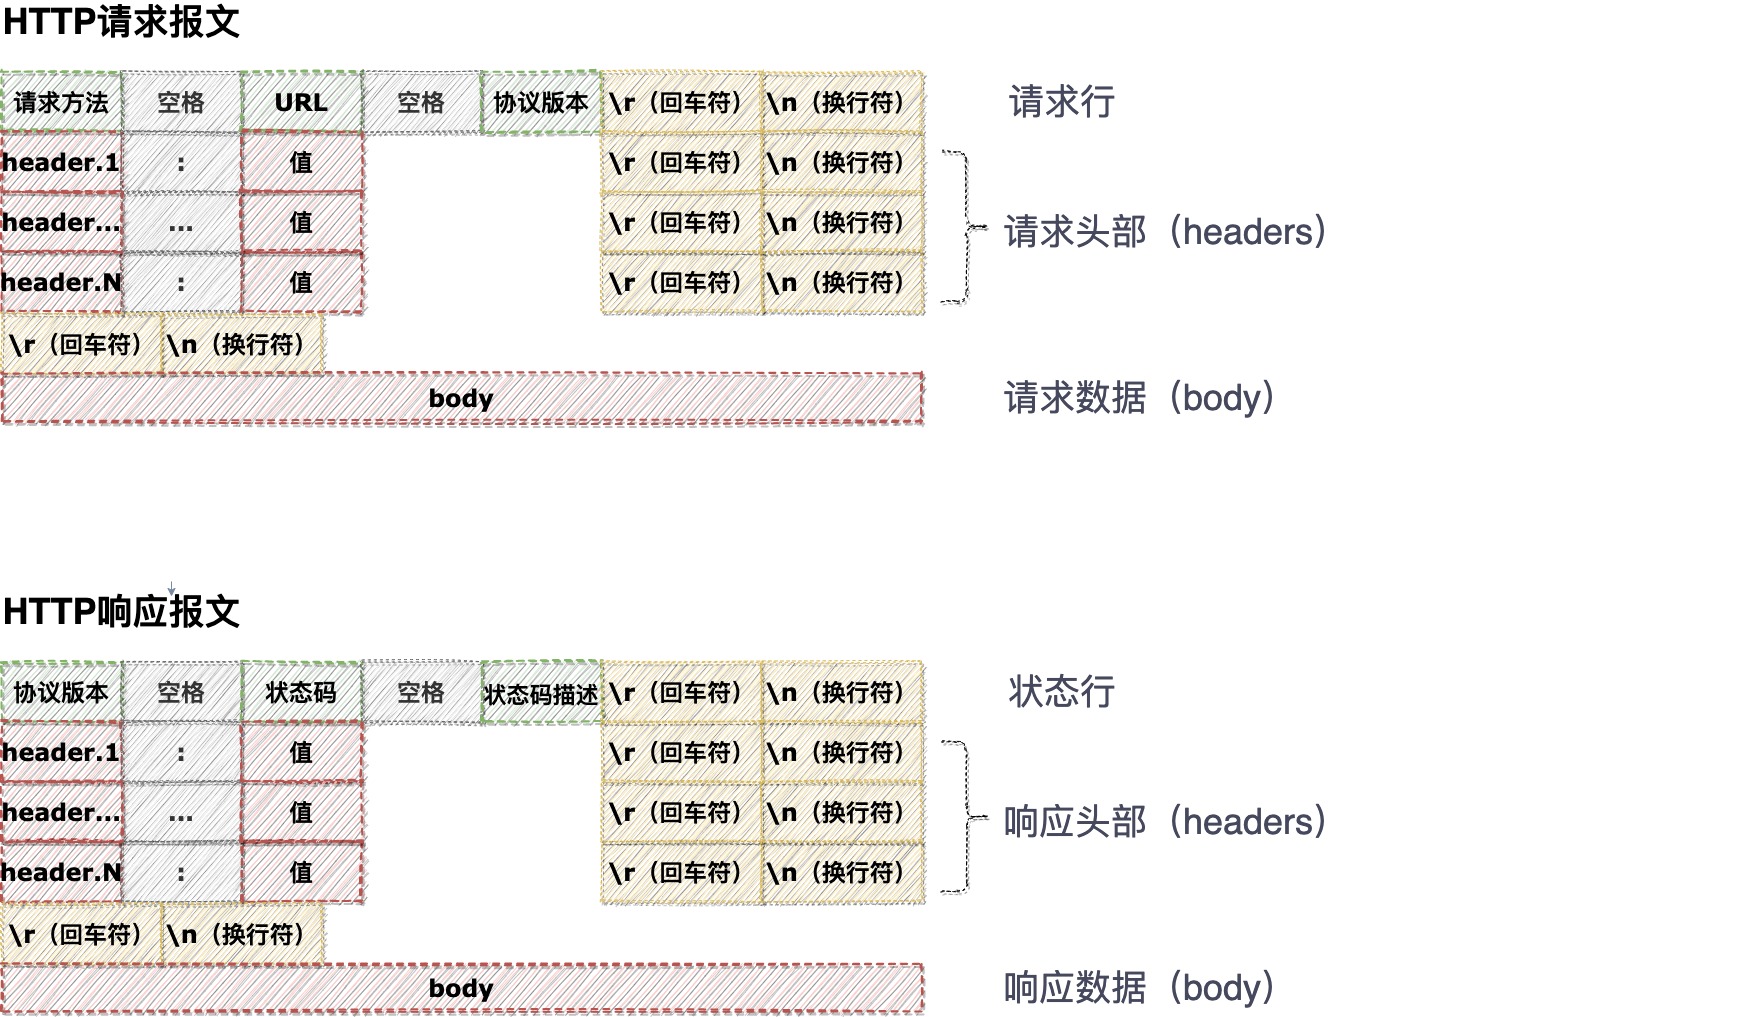 HTTP请求报文
请求方法 空格 URL 空格 协议版本 \r（回车符） \n（换行符） 请求行
header.1 : 值 \r（回车符） \n（换行符）
header... ... 值 \r（回车符） \n（换行符） 请求头部（headers）
header.N : 值 \r（回车符） \n（换行符）
\r（回车符） \n（换行符）
body 请求数据（body）
HTTP响应报文
协议版本 空格 状态码 空格 状态码描述 \r（回车符） \n（换行符） 状态行
header.1 : 值 \r（回车符） \n（换行符）
header... ... 值 \r（回车符） \n（换行符） 响应头部（headers）
header.N : 值 \r（回车符） \n（换行符）
\r（回车符） \n（换行符）
body 响应数据（body）